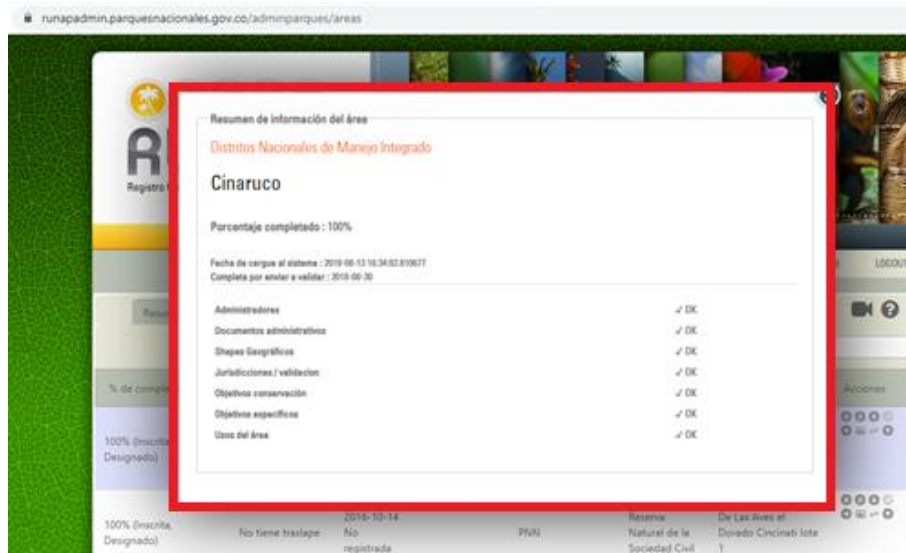 runapadmin.parquesnacionales.gov.co/adminparques/areas
Registro
Resumen de información del área
Distritos Nacionales de Manejo Integrado
Cinaruco
Porcentaje completado : 100%
Fecha de cargue al sistema : 2018-08-13 16:34:02.810677
Completa por enviar a validar : 2018-08-30
Administradores ✓ OK
Documentos administrativos ✓ OK
Shapes Geográficos ✓ OK
Jurisdicciones / validacion ✓ OK
Objetivos conservación ✓ OK
Objetivos específicos ✓ OK
Usos del área ✓ OK
LOGOUT
% de comple
Acciones
100% (Inscrita,
Designado)
100% (Inscrita,
Designado)
No tiene traslape
2016-10-14
No
registrada
PNN
Reserva
Natural de la
Sociedad Civil
De Las Aves el
Dorado Cincinati lote
1